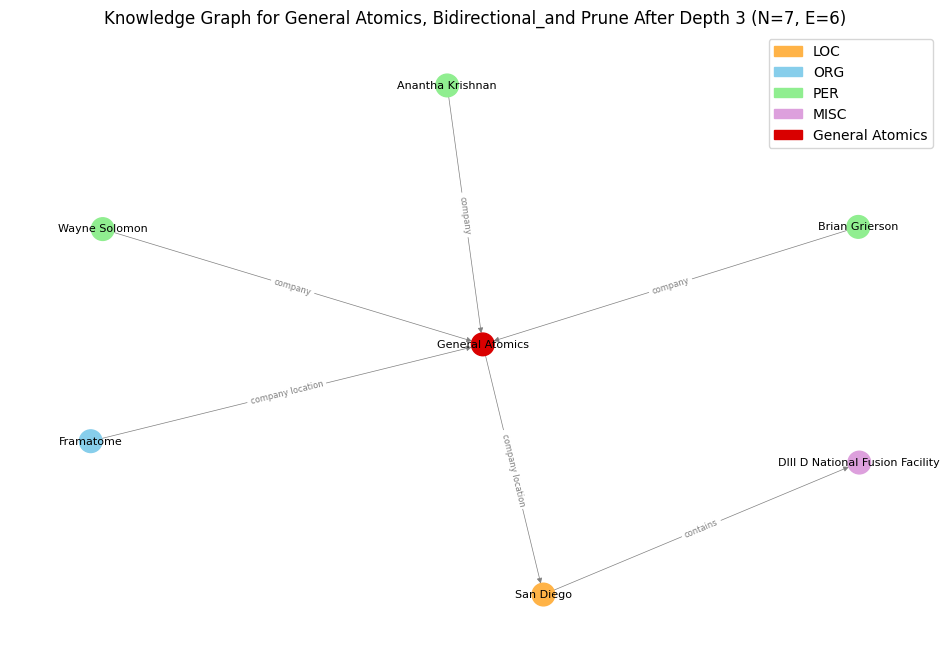 Knowledge Graph for General Atomics, Bidirectional_and Prune After Depth 3 (N=7, E=6)
LOC
ORG
PER
MISC
General Atomics
Anantha Krishnan
company
Wayne Solomon
Brian Grierson
company
company
General Atomics
company location
Framatome
company location
DIII D National Fusion Facility
contains
San Diego